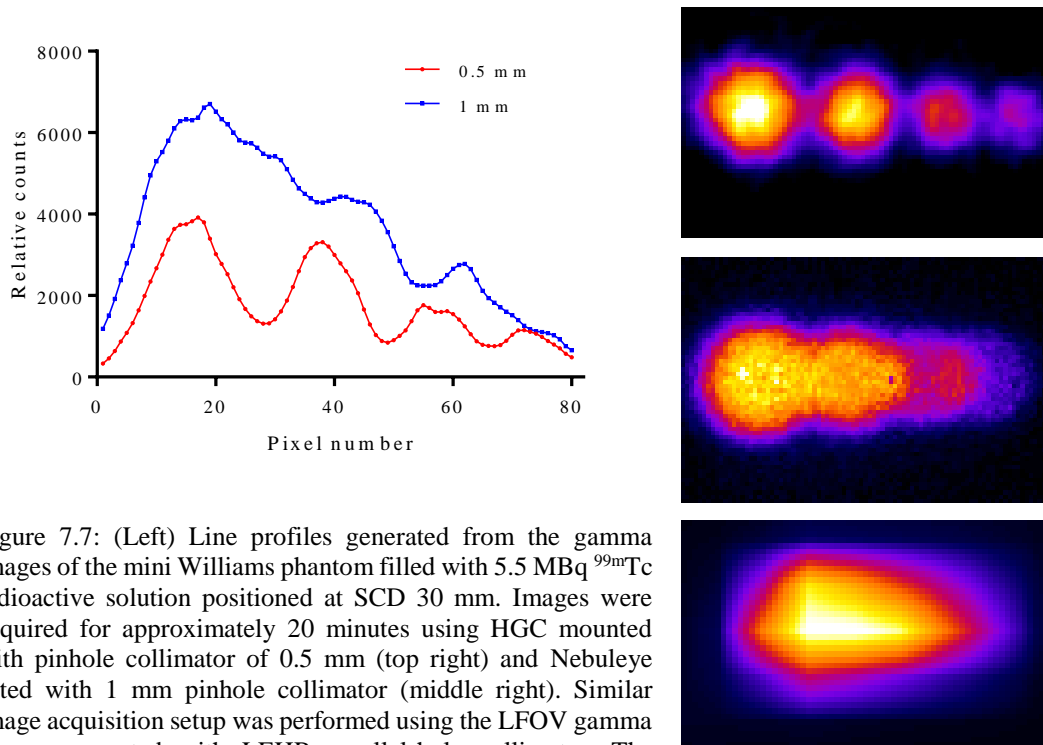 8000
6000
4000
2000
0
0 20 40 60 80
Relative counts
Pixel number
0.5 mm
1 mm
gure 7.7: (Left) Line profiles generated from the gamma
ages of the mini Williams phantom filled with 5.5 MBq ⁹⁹ᵐTc
dioactive solution positioned at SCD 30 mm. Images were
quired for approximately 20 minutes using HGC mounted
ith pinhole collimator of 0.5 mm (top right) and Nebuleye
ted with 1 mm pinhole collimator (middle right). Similar
age acquisition setup was performed using the LFOV gamma